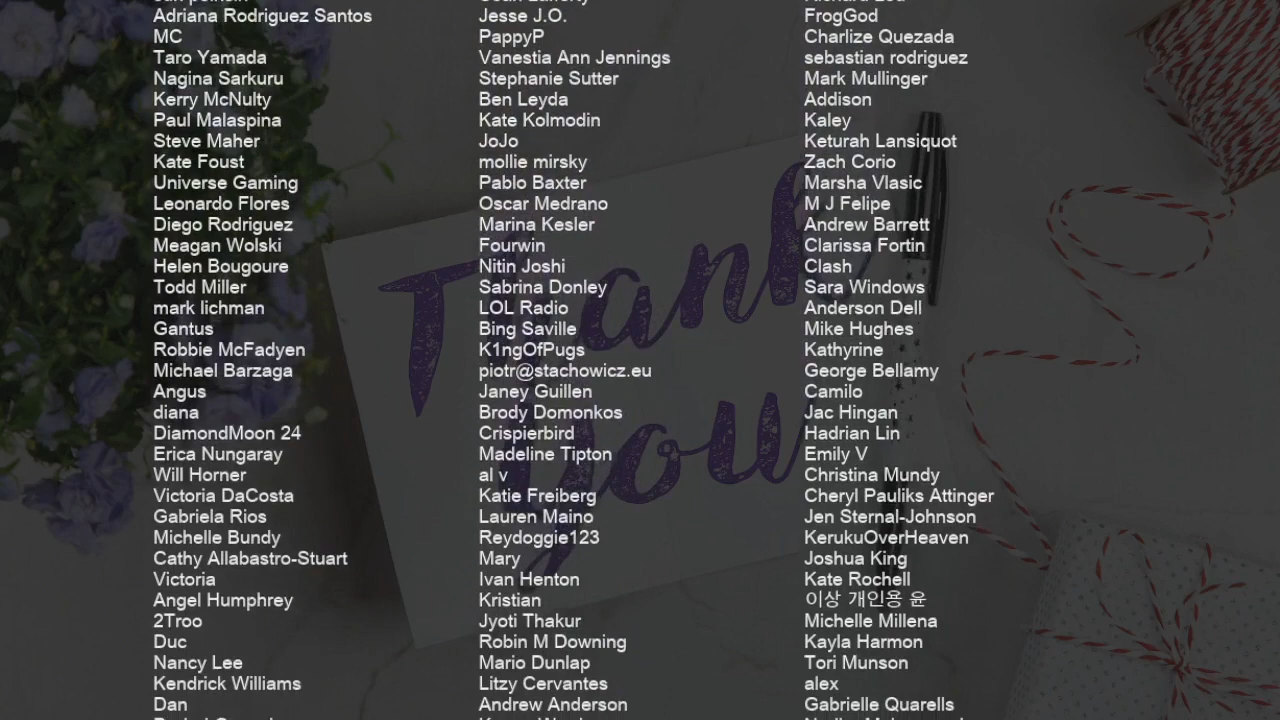 Adriana Rodriguez Santos
MC
Taro Yamada
Nagina Sarkuru
Kerry McNulty
Paul Malaspina
Steve Maher
Kate Foust
Universe Gaming
Leonardo Flores
Diego Rodriguez
Meagan Wolski
Helen Bougoure
Todd Miller
mark lichman
Gantus
Robbie McFadyen
Michael Barzaga
Angus
diana
DiamondMoon 24
Erica Nungaray
Will Horner
Victoria DaCosta
Gabriela Rios
Michelle Bundy
Cathy Allabastro-Stuart
Victoria
Angel Humphrey
2Troo
Duc
Nancy Lee
Kendrick Williams
Dan
Jesse J.O.
PappyP
Vanestia Ann Jennings
Stephanie Sutter
Ben Leyda
Kate Kolmodin
JoJo
mollie mirsky
Pablo Baxter
Oscar Medrano
Marina Kesler
Fourwin
Nitin Joshi
Sabrina Donley
LOL Radio
Bing Saville
K1ngOfPugs
piotr@stachowicz.eu
Janey Guillen
Brody Domonkos
Crispierbird
Madeline Tipton
al v
Katie Freiberg
Lauren Maino
Reydoggie123
Mary
Ivan Henton
Kristian
Jyoti Thakur
Robin M Downing
Mario Dunlap
Litzy Cervantes
Andrew Anderson
FrogGod
Charlize Quezada
sebastian rodriguez
Mark Mullinger
Addison
Kaley
Keturah Lansiquot
Zach Corio
Marsha Vlasic
M J Felipe
Andrew Barrett
Clarissa Fortin
Clash
Sara Windows
Anderson Dell
Mike Hughes
Kathyrine
George Bellamy
Camilo
Jac Hingan
Hadrian Lin
Emily V
Christina Mundy
Cheryl Pauliks Attinger
Jen Sternal-Johnson
KerukuOverHeaven
Joshua King
Kate Rochell
이상 개인용 윤
Michelle Millena
Kayla Harmon
Tori Munson
alex
Gabrielle Quarells
Thank
you